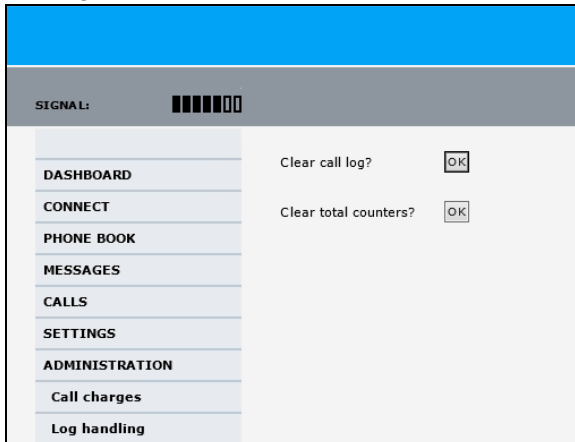 SIGNAL:
DASHBOARD
CONNECT
PHONE BOOK
MESSAGES
CALLS
SETTINGS
ADMINISTRATION
Call charges
Log handling
Clear call log? OK
Clear total counters? OK